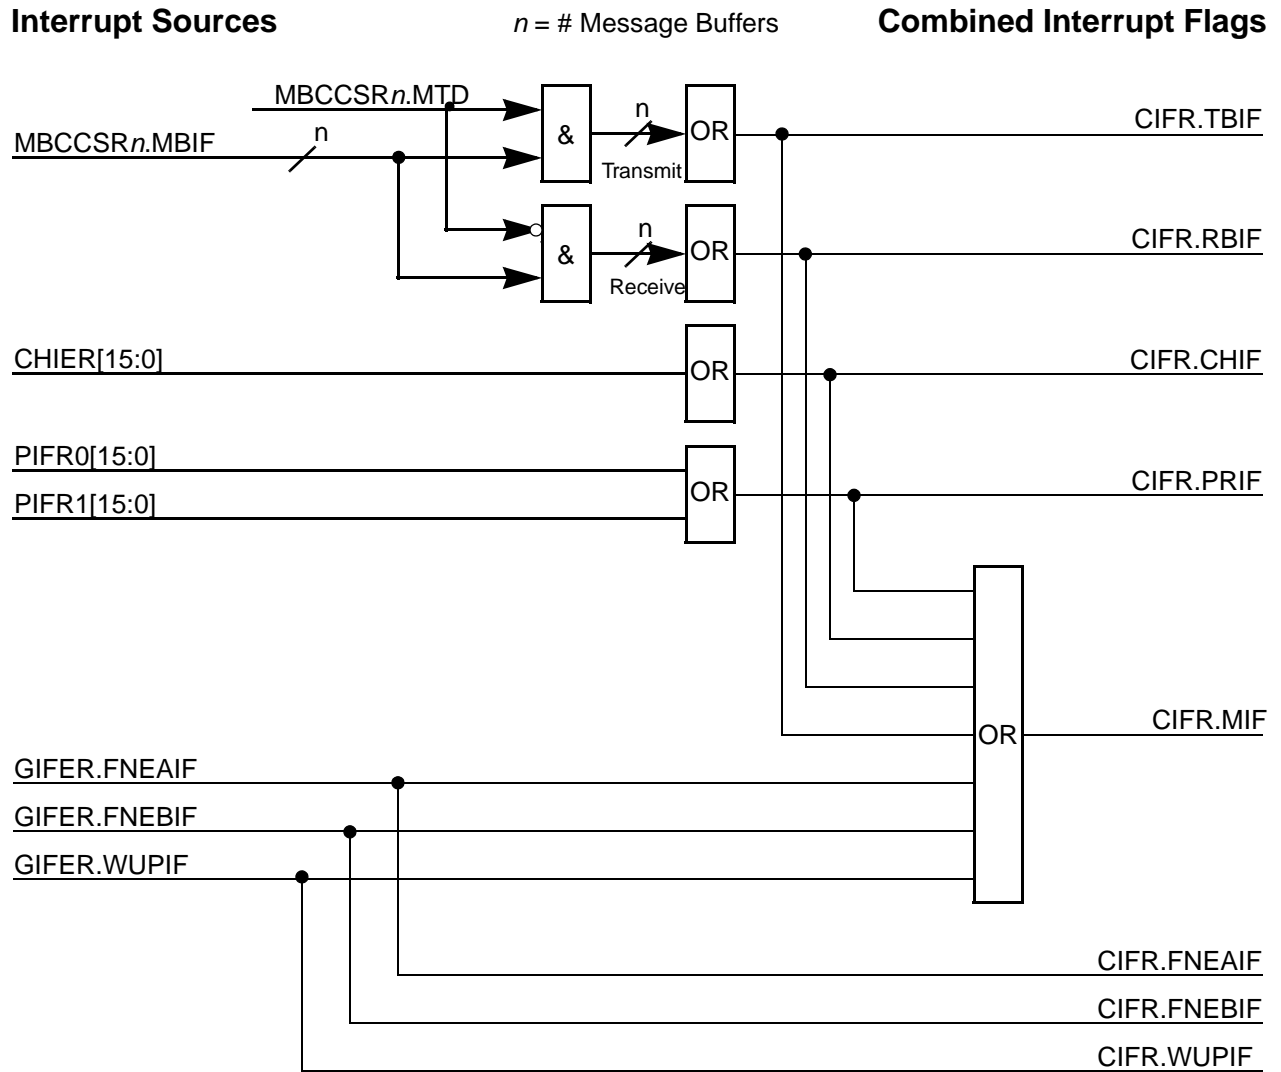 Interrupt Sources
n = # Message Buffers
Combined Interrupt Flags
MBCCSRn.MTD
MBCCSRn.MBIF
n
&
n
Transmit
OR
CIFR.TBIF
&
n
Receive
OR
CIFR.RBIF
CHIER[15:0]
OR
CIFR.CHIF
PIFR0[15:0]
PIFR1[15:0]
OR
CIFR.PRIF
OR
CIFR.MIF
GIFER.FNEAIF
GIFER.FNEBIF
GIFER.WUPIF
CIFR.FNEAIF
CIFR.FNEBIF
CIFR.WUPIF